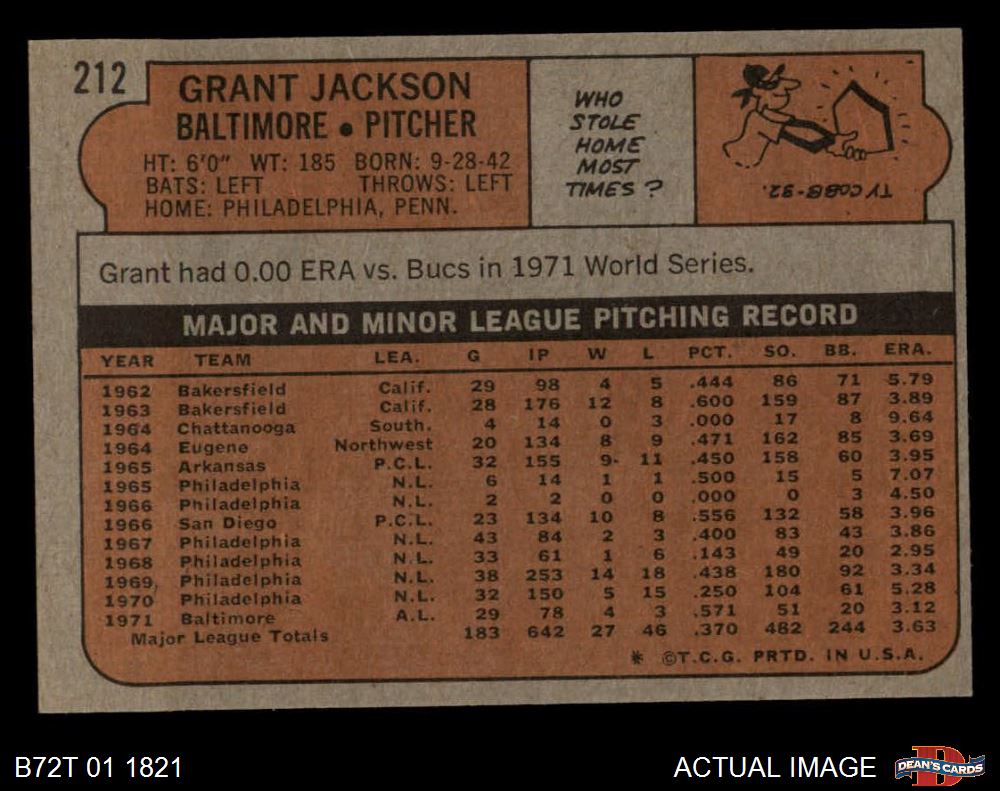 212
GRANT JACKSON
BALTIMORE • PITCHER
HT: 6'0" WT: 185 BORN: 9-28-42
BATS: LEFT THROWS: LEFT
HOME: PHILADELPHIA, PENN.
WHO
STOLE
HOME
MOST
TIMES?
TY COBB-32.
Grant had 0.00 ERA vs. Bucs in 1971 World Series.
MAJOR AND MINOR LEAGUE PITCHING RECORD
YEAR TEAM LEA. G IP W L PCT. SO. BB. ERA.
1962 Bakersfield Calif. 29 98 4 5 .444 86 71 5.79
1963 Bakersfield Calif. 28 176 12 8 .600 159 87 3.89
1964 Chattanooga South. 4 14 0 3 .000 17 8 9.64
1964 Eugene Northwest 20 134 8 9 .471 162 85 3.69
1965 Arkansas P.C.L. 32 155 9 11 .450 158 60 3.95
1965 Philadelphia N.L. 6 14 1 1 .500 15 5 7.07
1966 Philadelphia N.L. 2 2 0 0 .000 0 3 4.50
1966 San Diego P.C.L. 23 134 10 8 .556 132 58 3.96
1967 Philadelphia N.L. 43 84 2 3 .400 83 43 3.86
1968 Philadelphia N.L. 33 61 1 6 .143 49 20 2.95
1969 Philadelphia N.L. 38 253 14 18 .438 180 92 3.34
1970 Philadelphia N.L. 32 150 5 15 .250 104 61 5.28
1971 Baltimore A.L. 29 78 4 3 .571 51 20 3.12
Major League Totals 183 642 27 46 .370 482 244 3.63
* ©T.C.G. PRTD. IN U.S.A.
B72T 01 1821
ACTUAL IMAGE
D
DEAN'S CARDS